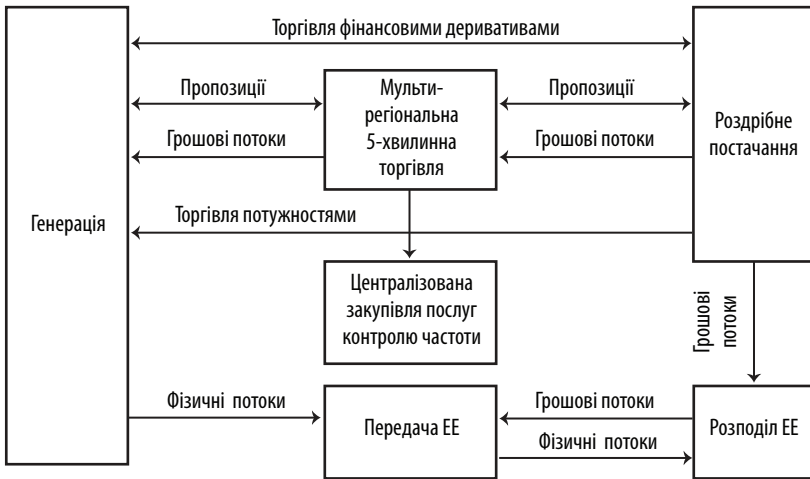 Торгівля фінансовими деривативами
Пропозиції
Мульти-
регіональна
5-хвилинна
торгівля
Пропозиції
Грошові потоки
Грошові потоки
Роздрібне
постачання
Генерація
Торгівля потужностями
Централізована
закупівля послуг
контролю частоти
Грошові
потоки
Фізичні потоки
Передача ЕЕ
Грошові потоки
Фізичні потоки
Розподіл ЕЕ